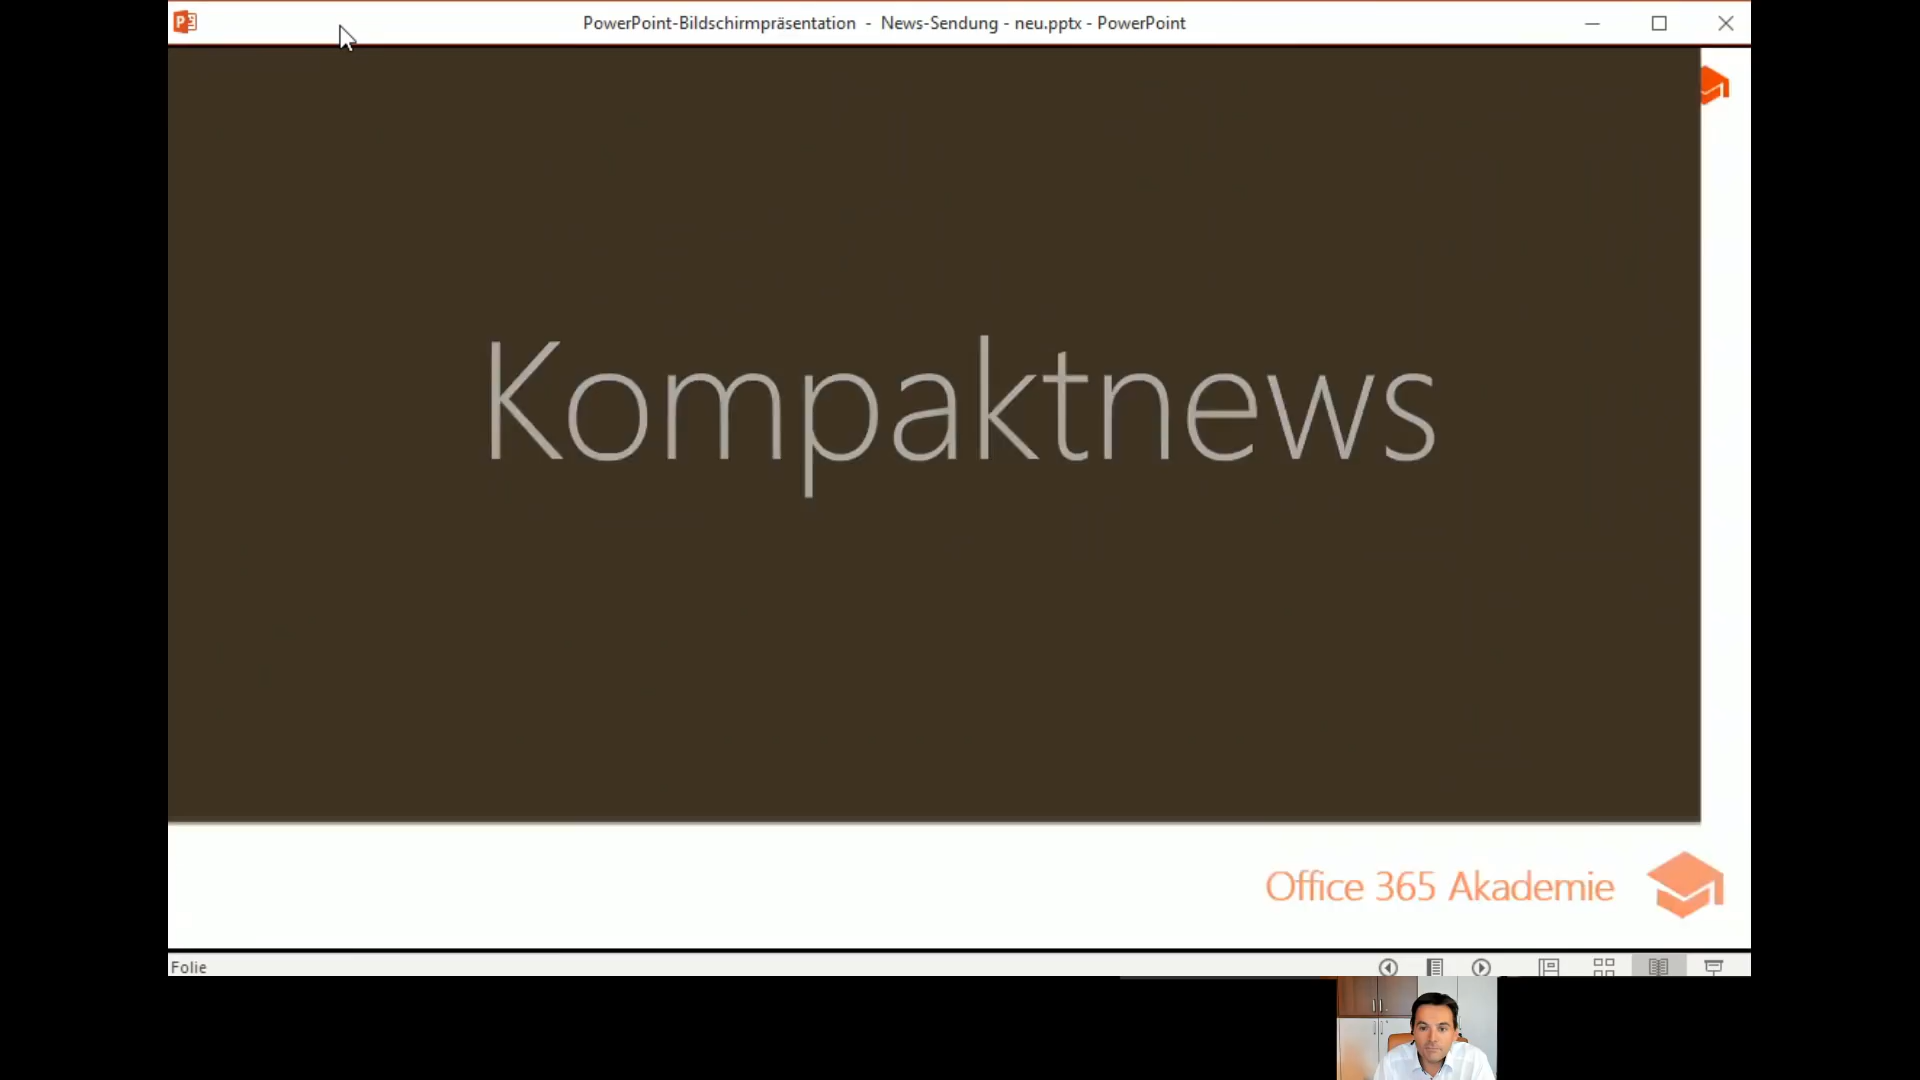 PowerPoint-Bildschirmpräsentation - News-Sendung - neu.pptx - PowerPoint
Kompaktnews
Office 365 Akademie
Folie